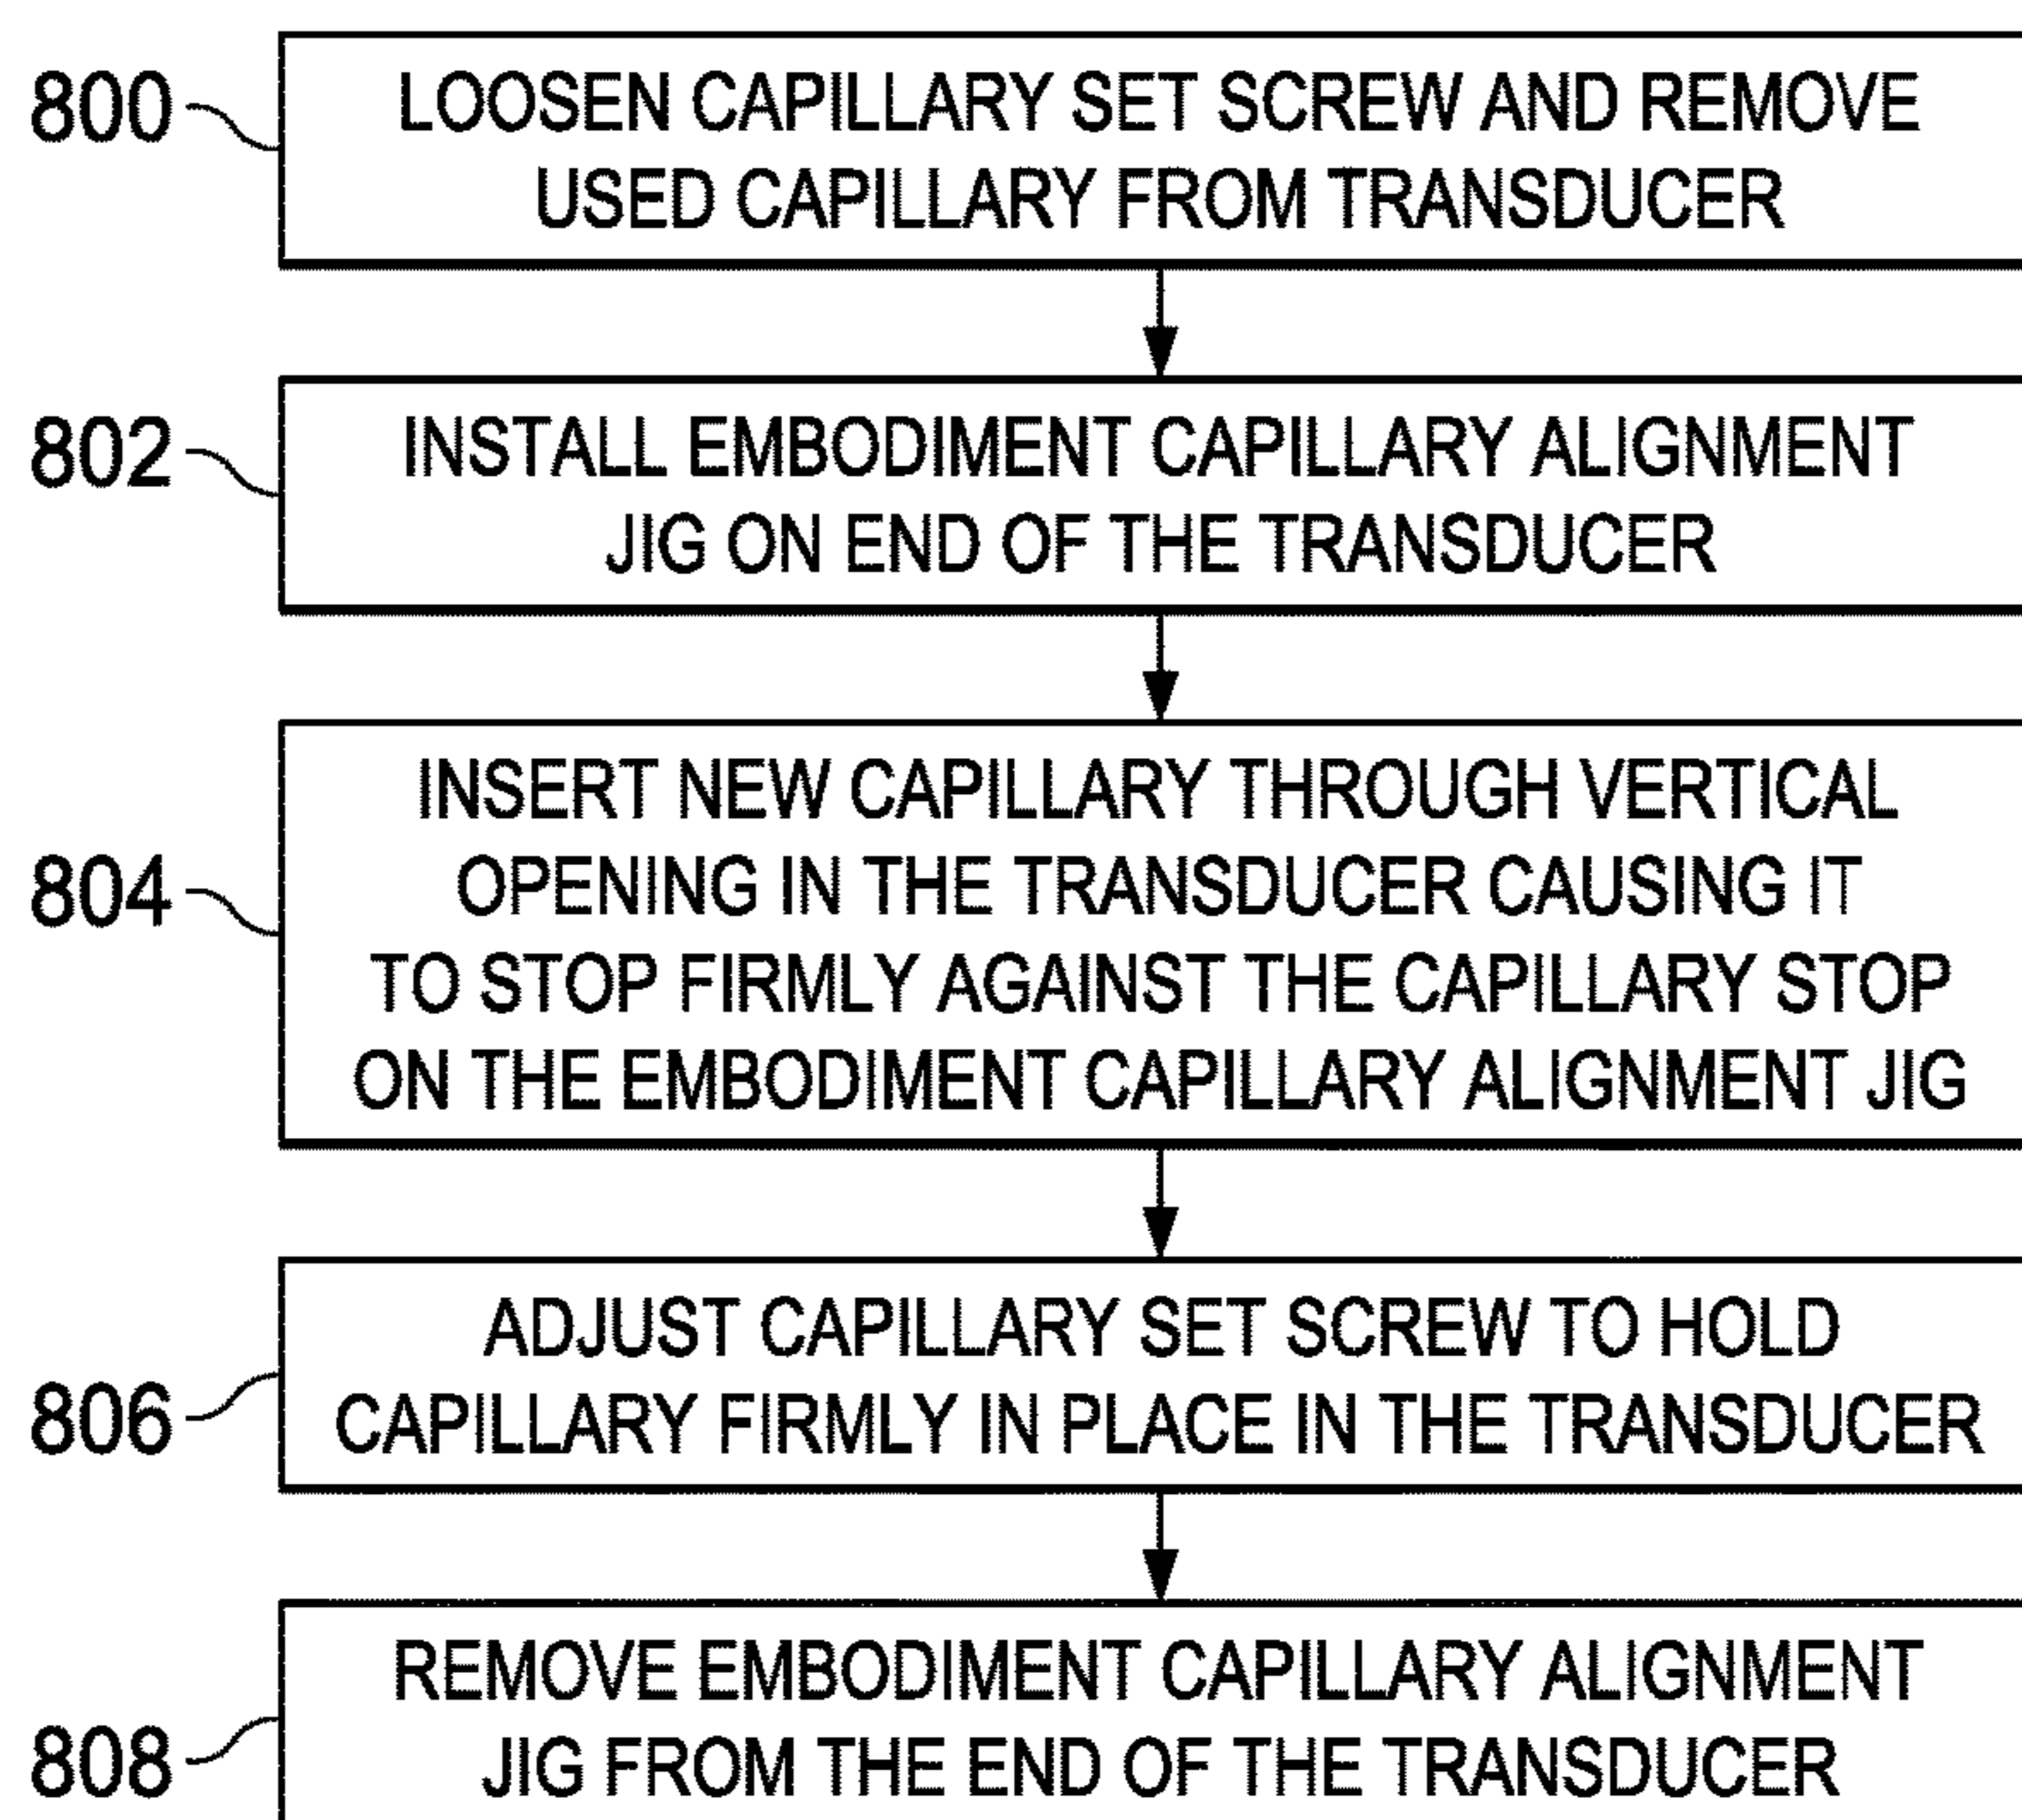 800
LOOSEN CAPILLARY SET SCREW AND REMOVE
USED CAPILLARY FROM TRANSDUCER
802
INSTALL EMBODIMENT CAPILLARY ALIGNMENT
JIG ON END OF THE TRANSDUCER
804
INSERT NEW CAPILLARY THROUGH VERTICAL
OPENING IN THE TRANSDUCER CAUSING IT
TO STOP FIRMLY AGAINST THE CAPILLARY STOP
ON THE EMBODIMENT CAPILLARY ALIGNMENT JIG
806
ADJUST CAPILLARY SET SCREW TO HOLD
CAPILLARY FIRMLY IN PLACE IN THE TRANSDUCER
808
REMOVE EMBODIMENT CAPILLARY ALIGNMENT
JIG FROM THE END OF THE TRANSDUCER